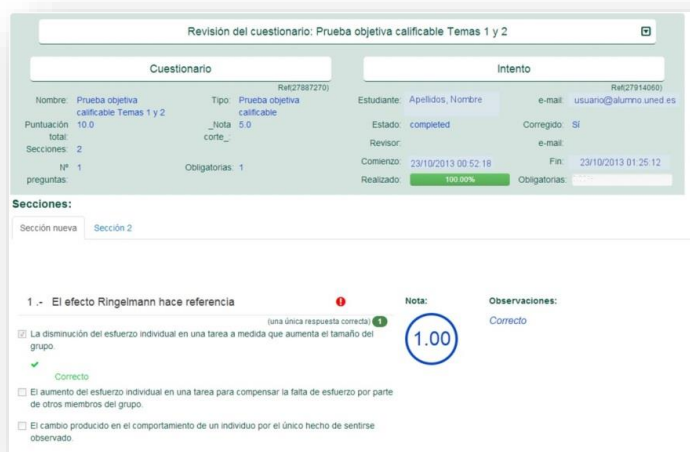 Revisión del cuestionario: Prueba objetiva calificable Temas 1 y 2
Cuestionario
Ref(27887270)
Nombre: Prueba objetiva calificable Temas 1 y 2
Tipo: Prueba objetiva calificable
Puntuación total: 10.0
_Nota corte_: 5.0
Secciones: 2
Nº preguntas: 1
Obligatorias: 1
Intento
Ref(27914060)
Estudiante: Apellidos, Nombre
e-mail: usuario@alumno.uned.es
Estado: completed
Corregido: Sí
Revisor:
e-mail:
Comienzo: 23/10/2013 00:52:18
Fin: 23/10/2013 01:25:12
Realizado: 100.00%
Obligatorias:
Secciones:
Sección nueva Sección 2
1 .- El efecto Ringelmann hace referencia
(una única respuesta correcta) 1
La disminución del esfuerzo individual en una tarea a medida que aumenta el tamaño del
grupo.
Correcto
El aumento del esfuerzo individual en una tarea para compensar la falta de esfuerzo por parte
de otros miembros del grupo.
El cambio producido en el comportamiento de un individuo por el único hecho de sentirse
observado.
Nota:
1.00
Observaciones:
Correcto